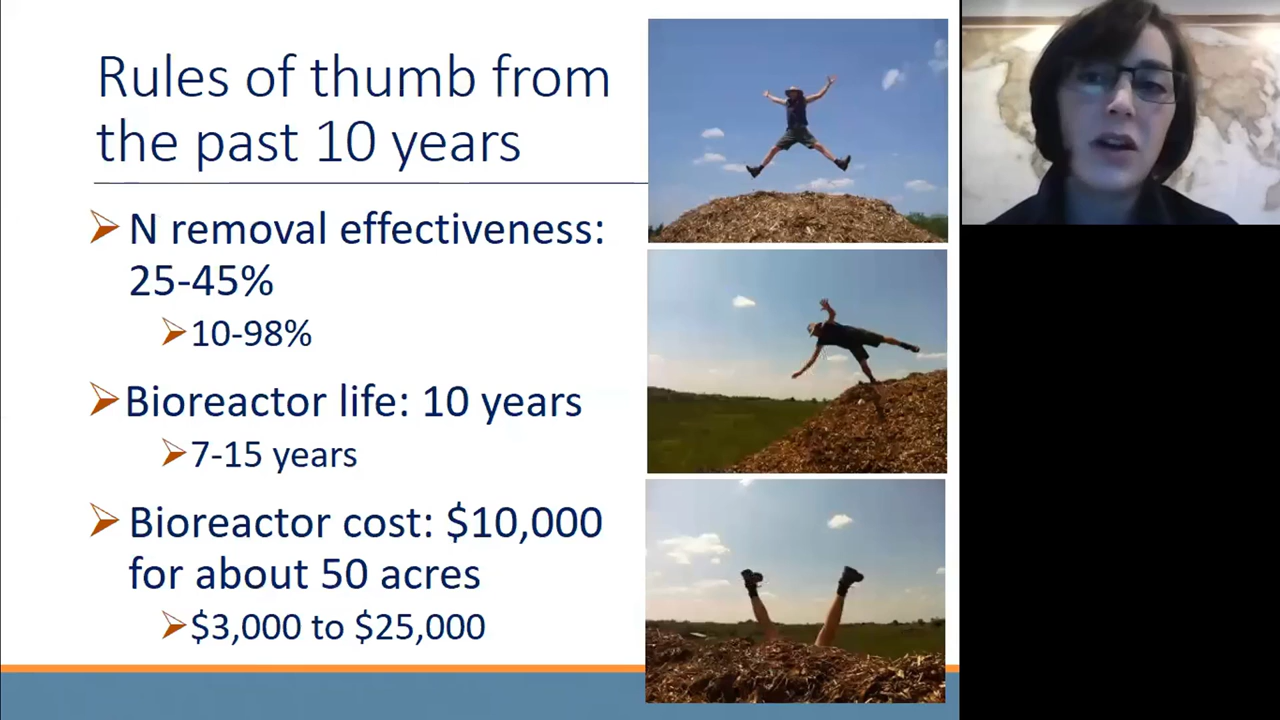 Rules of thumb from
the past 10 years
N removal effectiveness:
25-45%
10-98%
Bioreactor life: 10 years
7-15 years
Bioreactor cost: $10,000
for about 50 acres
$3,000 to $25,000